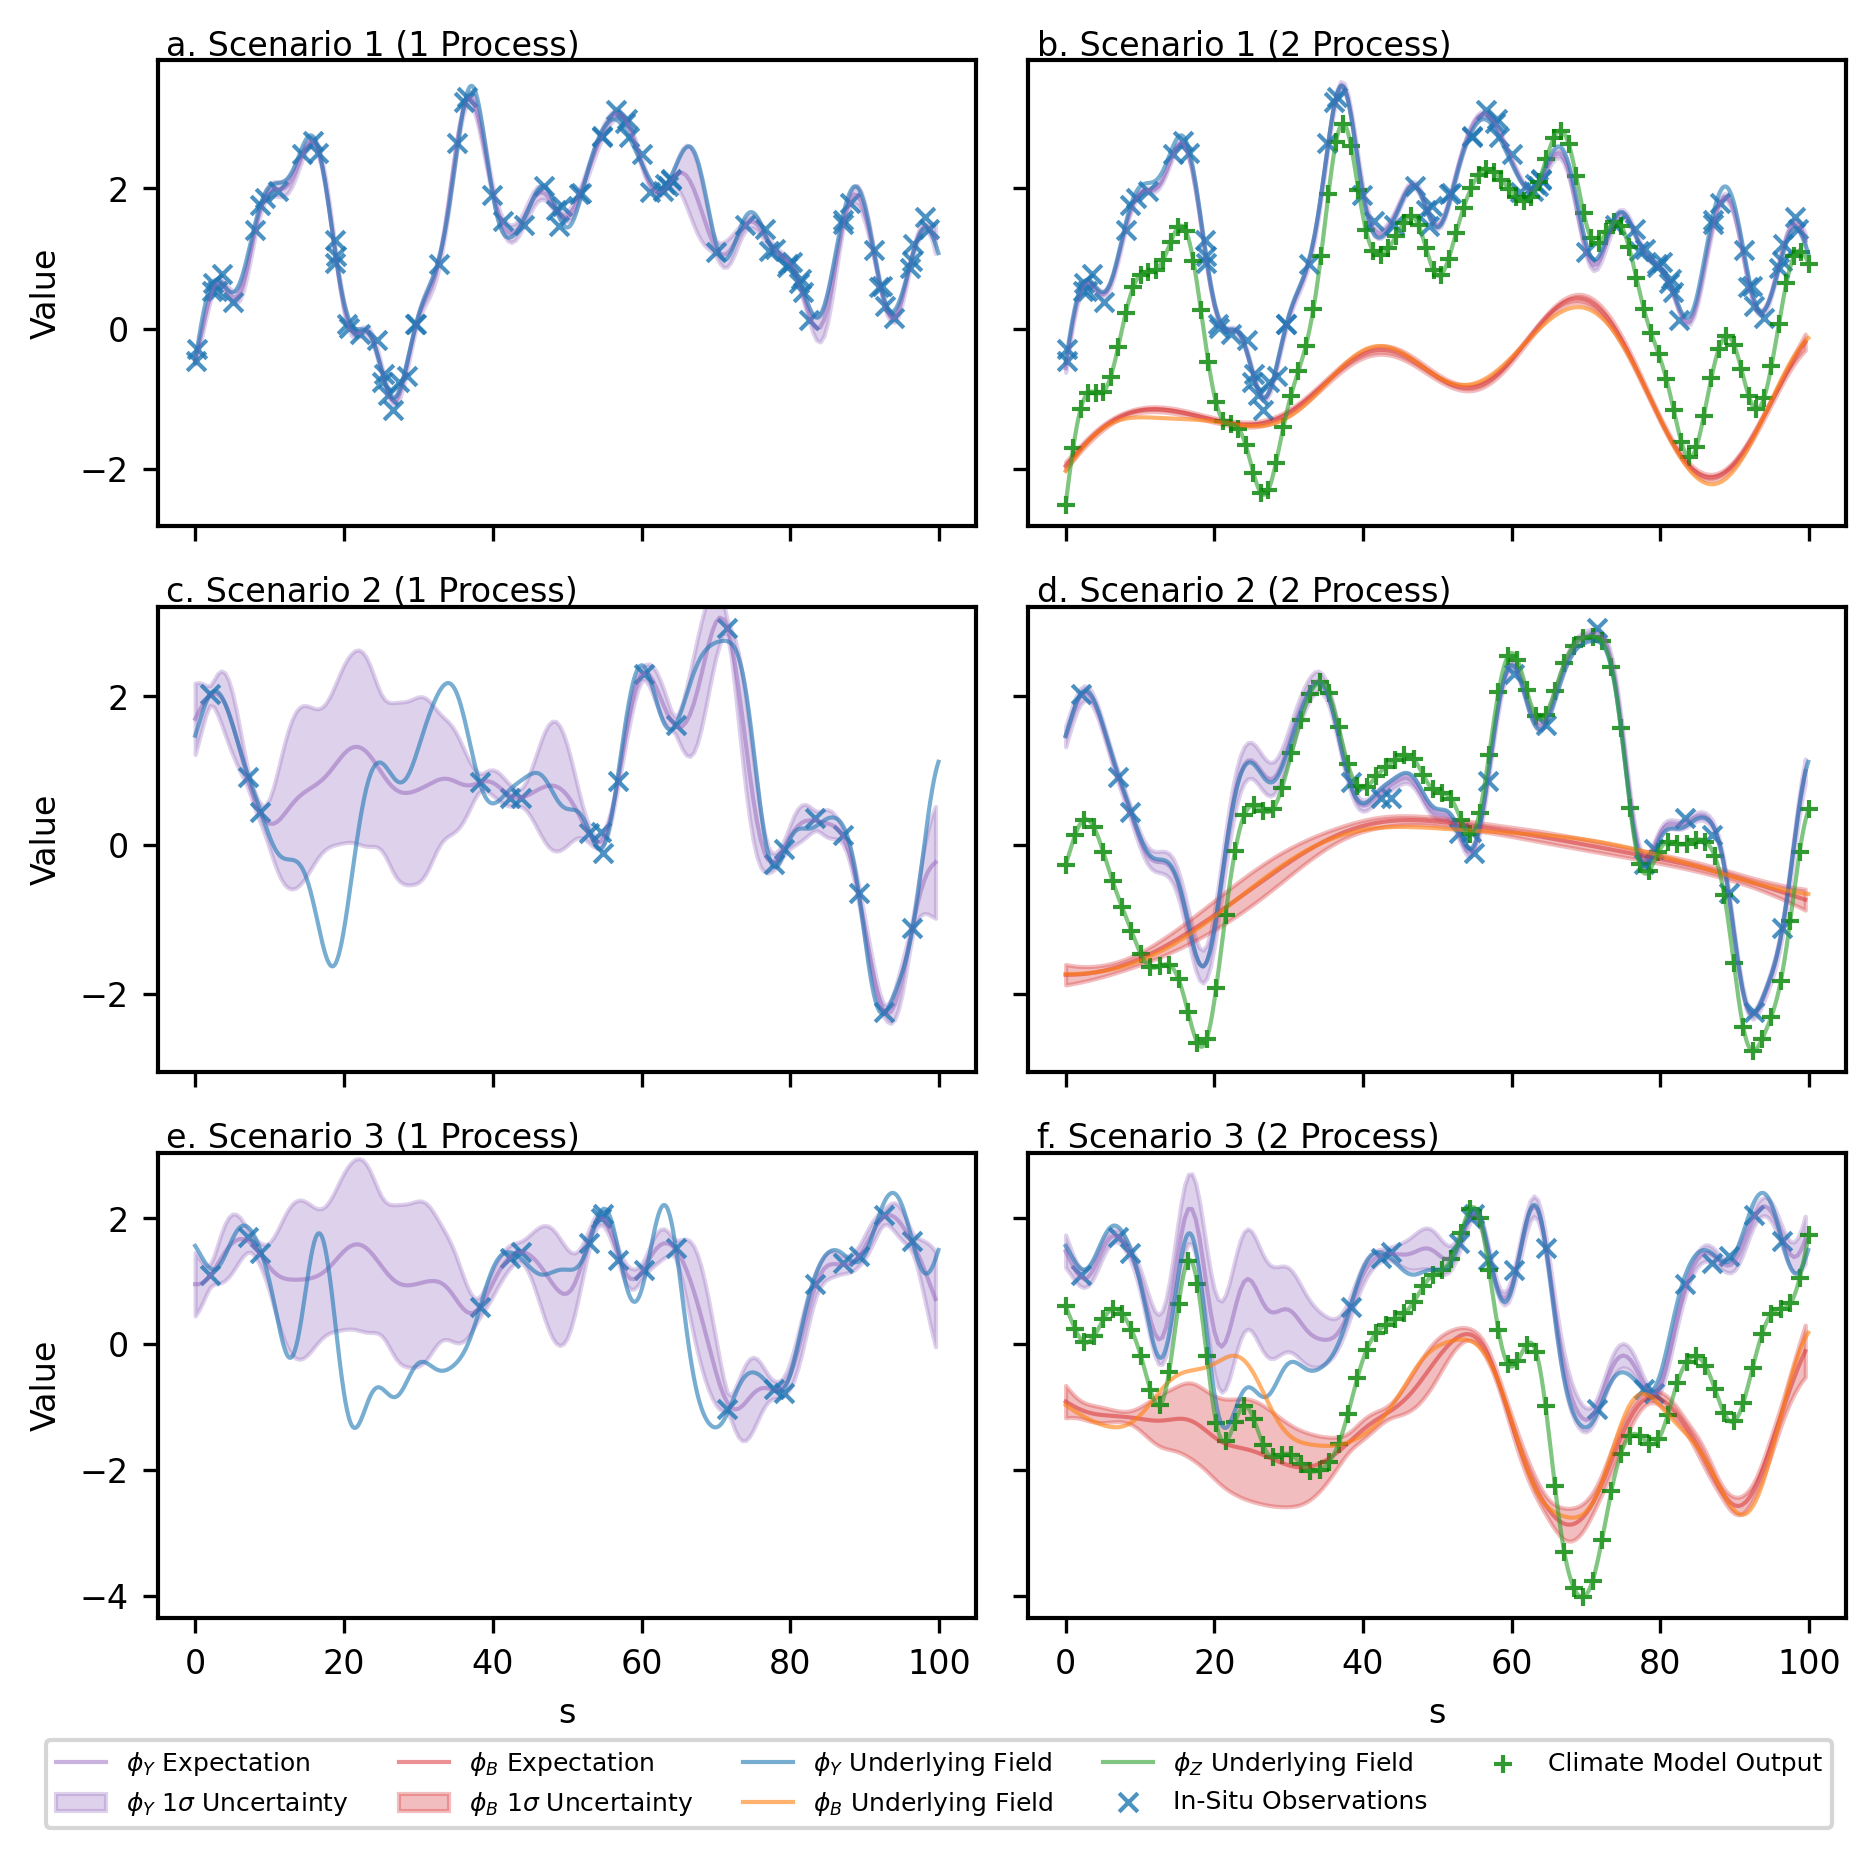 a. Scenario 1 (1 Process)
b. Scenario 1 (2 Process)
Value
2
0
−2
c. Scenario 2 (1 Process)
d. Scenario 2 (2 Process)
Value
2
0
−2
e. Scenario 3 (1 Process)
f. Scenario 3 (2 Process)
Value
2
0
−2
−4
0 20 40 60 80 100
0 20 40 60 80 100
s
s
ϕY Expectation
ϕY 1σ Uncertainty
ϕB Expectation
ϕB 1σ Uncertainty
ϕY Underlying Field
ϕB Underlying Field
ϕZ Underlying Field
In-Situ Observations
Climate Model Output